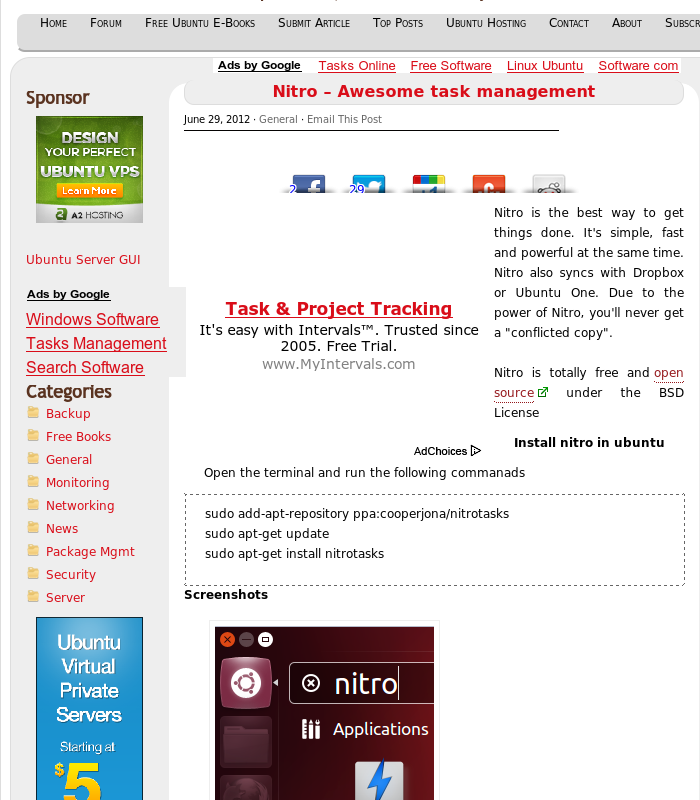 Home Forum Free Ubuntu E-Books Submit Article Top Posts Ubuntu Hosting Contact About Subscr
Ads by Google Tasks Online Free Software Linux Ubuntu Software com
Sponsor
DESIGN
YOUR PERFECT
UBUNTU VPS
Learn More
A2 HOSTING
Ubuntu Server GUI
Ads by Google
Windows Software
Tasks Management
Search Software
Categories
Backup
Free Books
General
Monitoring
Networking
News
Package Mgmt
Security
Server
Ubuntu
Virtual
Private
Servers
Starting at
$5
Nitro – Awesome task management
June 29, 2012 · General · Email This Post
2 29
Task & Project Tracking
It's easy with Intervals™. Trusted since
2005. Free Trial.
www.MyIntervals.com
AdChoices
Nitro is the best way to get
things done. It's simple, fast
and powerful at the same time.
Nitro also syncs with Dropbox
or Ubuntu One. Due to the
power of Nitro, you'll never get
a "conflicted copy".
Nitro is totally free and open
source under the BSD
License
Install nitro in ubuntu
Open the terminal and run the following commanads
sudo add-apt-repository ppa:cooperjona/nitrotasks
sudo apt-get update
sudo apt-get install nitrotasks
Screenshots
nitro
Applications